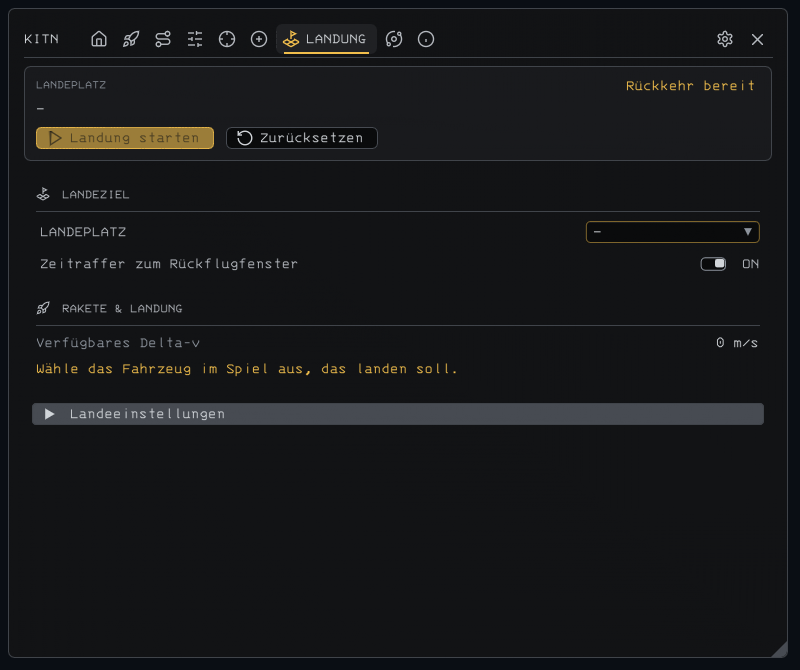 KITN LANDUNG
LANDEPLATZ
Rückkehr bereit
–
Landung starten
Zurücksetzen
LANDEZIEL
LANDEPLATZ –
Zeitraffer zum Rückflugfenster ON
RAKETE & LANDUNG
Verfügbares Delta-v 0 m/s
Wähle das Fahrzeug im Spiel aus, das landen soll.
Landeeinstellungen